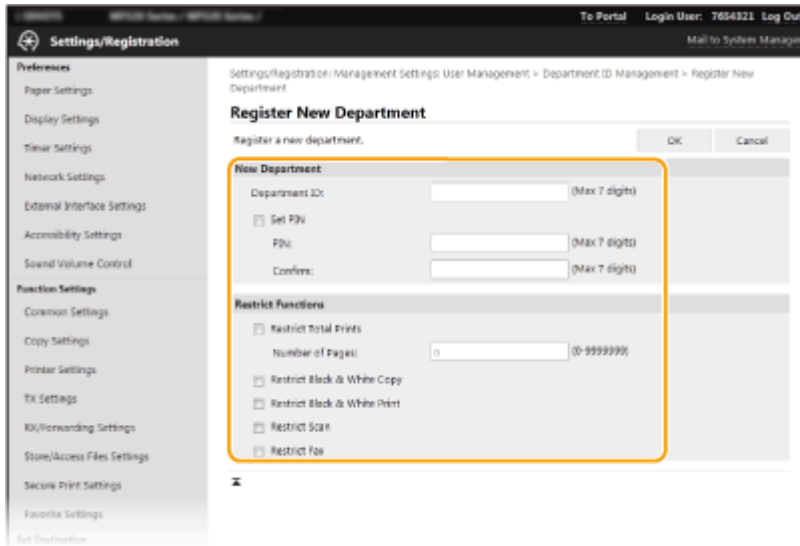 To Portal Login User: 7654321 Log Out
Settings/Registration
Mail to System Manager
Preferences
Paper Settings
Display Settings
Timer Settings
Network Settings
External Interface Settings
Accessibility Settings
Sound Volume Control
Function Settings
Common Settings
Copy Settings
Printer Settings
TX Settings
RX/Forwarding Settings
Store/Access Files Settings
Secure Print Settings
Favorite Settings
Set Destination
Settings/Registration: Management Settings: User Management > Department ID Management > Register New
Department
Register New Department
Register a new department.
OK Cancel
New Department
Department ID: (Max 7 digits)
Set PIN
PIN: (Max 7 digits)
Confirm: (Max 7 digits)
Restrict Functions
Restrict Total Prints
Number of Pages: 0 (0-9999999)
Restrict Black & White Copy
Restrict Black & White Print
Restrict Scan
Restrict Fax